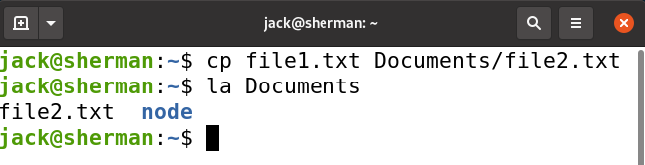 jack@sherman: ~
jack@sherman:~$ cp file1.txt Documents/file2.txt
jack@sherman:~$ la Documents
file2.txt  node
jack@sherman:~$